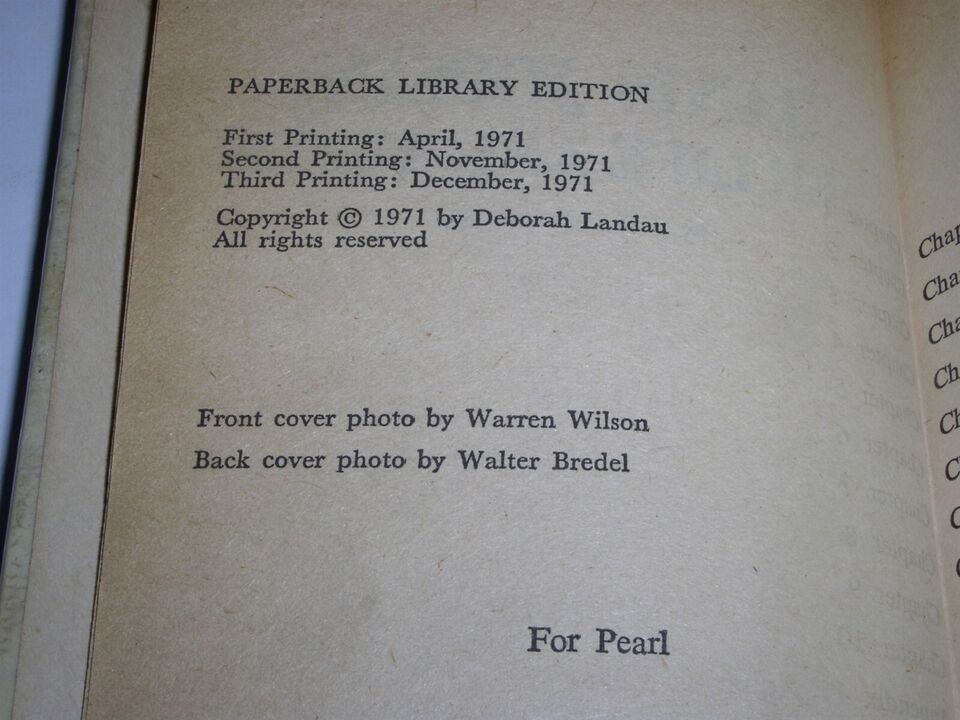 PAPERBACK LIBRARY EDITION
First Printing: April, 1971
Second Printing: November, 1971
Third Printing: December, 1971
Copyright © 1971 by Deborah Landau
All rights reserved
Front cover photo by Warren Wilson
Back cover photo by Walter Bredel
For Pearl